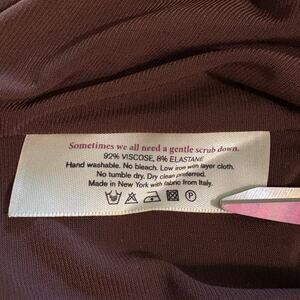 Sometimes we all need a gentle scrub down.
92% VISCOSE, 8% ELASTANE
Hand washable. No bleach. Low iron with layer cloth.
No tumble dry. Dry clean preferred.
Made in New York with fabric from Italy.
P